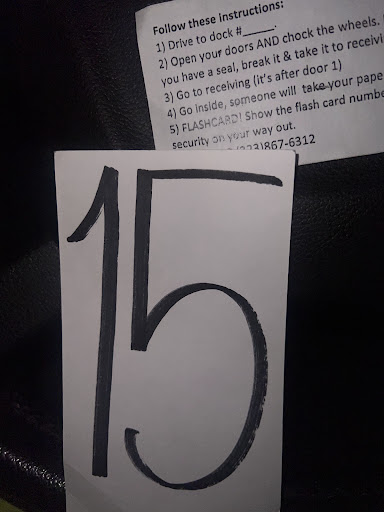 Follow these instructions:
1) Drive to dock #_____.
2) Open your doors AND chock the wheels.
you have a seal, break it & take it to
3) Go to receiving (it's after door 1)
4) Go inside, someone will take your
5) FLASHCARD! Show the flash card
security on your way out.
867-6312
15